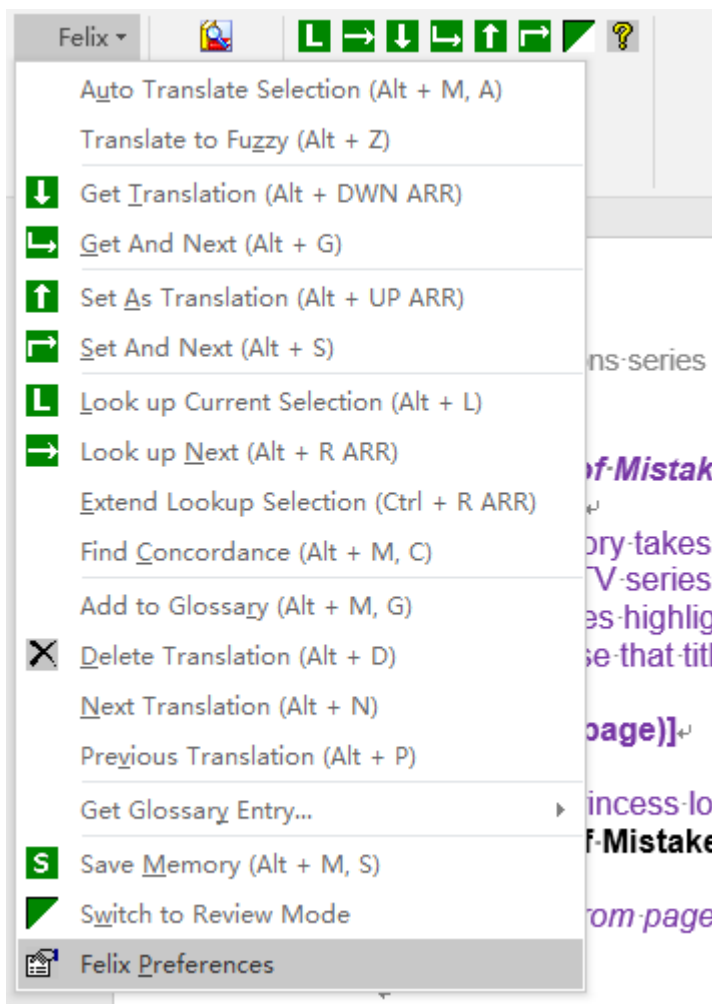 Felix
L ?
Auto Translate Selection (Alt + M, A)
Translate to Fuzzy (Alt + Z)
Get Translation (Alt + DWN ARR)
Get And Next (Alt + G)
Set As Translation (Alt + UP ARR)
Set And Next (Alt + S)
ns series
L Look up Current Selection (Alt + L)
Look up Next (Alt + R ARR)
of Mistak
Extend Lookup Selection (Ctrl + R ARR)
Find Concordance (Alt + M, C)
ory takes
TV series
Add to Glossary (Alt + M, G)
es highlig
Delete Translation (Alt + D)
se that titl
Next Translation (Alt + N)
page)]
Previous Translation (Alt + P)
Get Glossary Entry...
incess lo
f Mistake
S Save Memory (Alt + M, S)
Switch to Review Mode
rom page
Felix Preferences